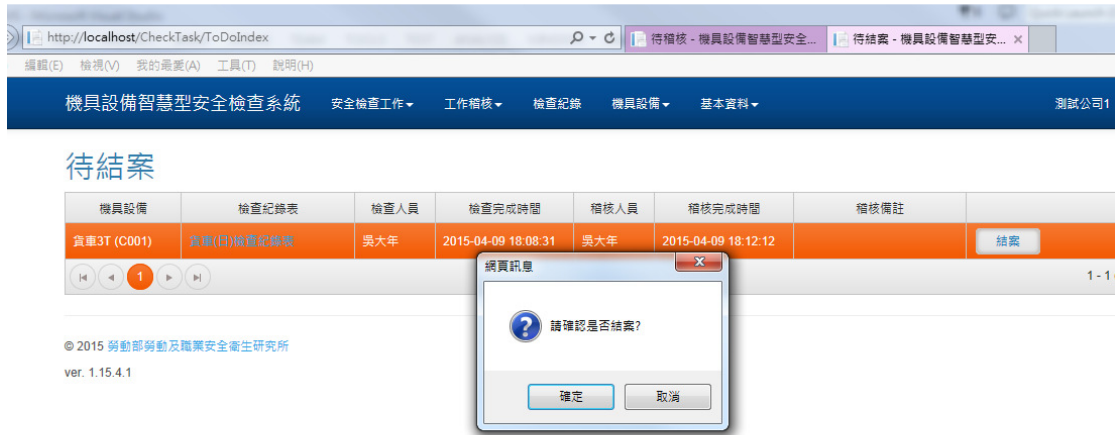 http://localhost/CheckTask/ToDoIndex
待稽核 - 機具設備智慧型安全...
待結案 - 機具設備智慧型安...
編輯(E) 檢視(V) 我的最愛(A) 工具(T) 說明(H)
機具設備智慧型安全檢查系統 安全檢查工作 工作稽核 檢查紀錄 機具設備 基本資料 測試公司1
待結案
機具設備 檢查紀錄表 檢查人員 檢查完成時間 稽核人員 稽核完成時間 稽核備註
貨車3T (C001) 貨車(日)檢查紀錄表 吳大年 2015-04-09 18:08:31 吳大年 2015-04-09 18:12:12 結案
1 1 - 1
網頁訊息
請確認是否結案?
確定 取消
© 2015 勞動部勞動及職業安全衛生研究所
ver. 1.15.4.1